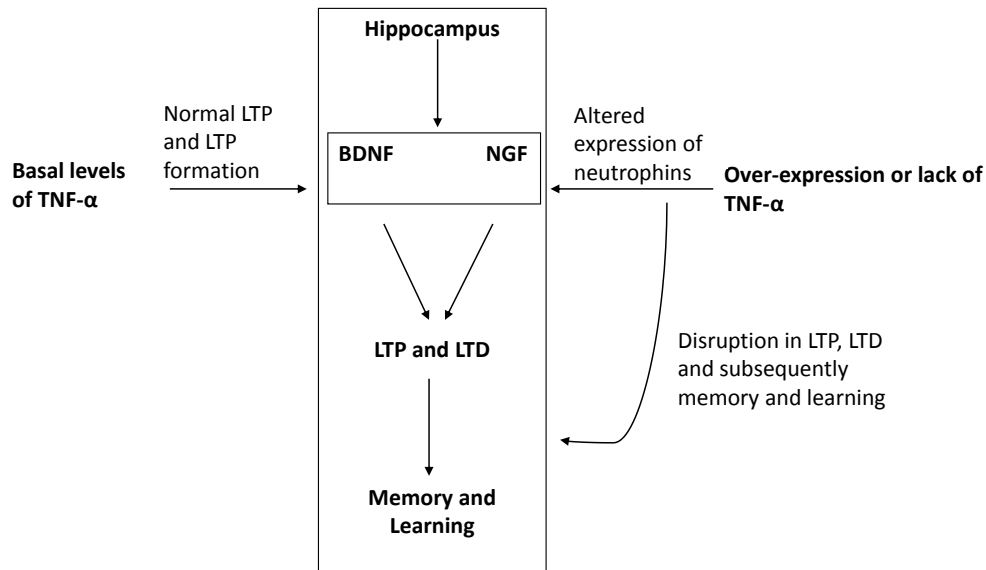 Hippocampus
Normal LTP
and LTP
formation
Basal levels
of TNF-α
BDNF
NGF
Altered
expression of
neutrophins
Over-expression or lack of
TNF-α
LTP and LTD
Disruption in LTP, LTD
and subsequently
memory and learning
Memory and
Learning